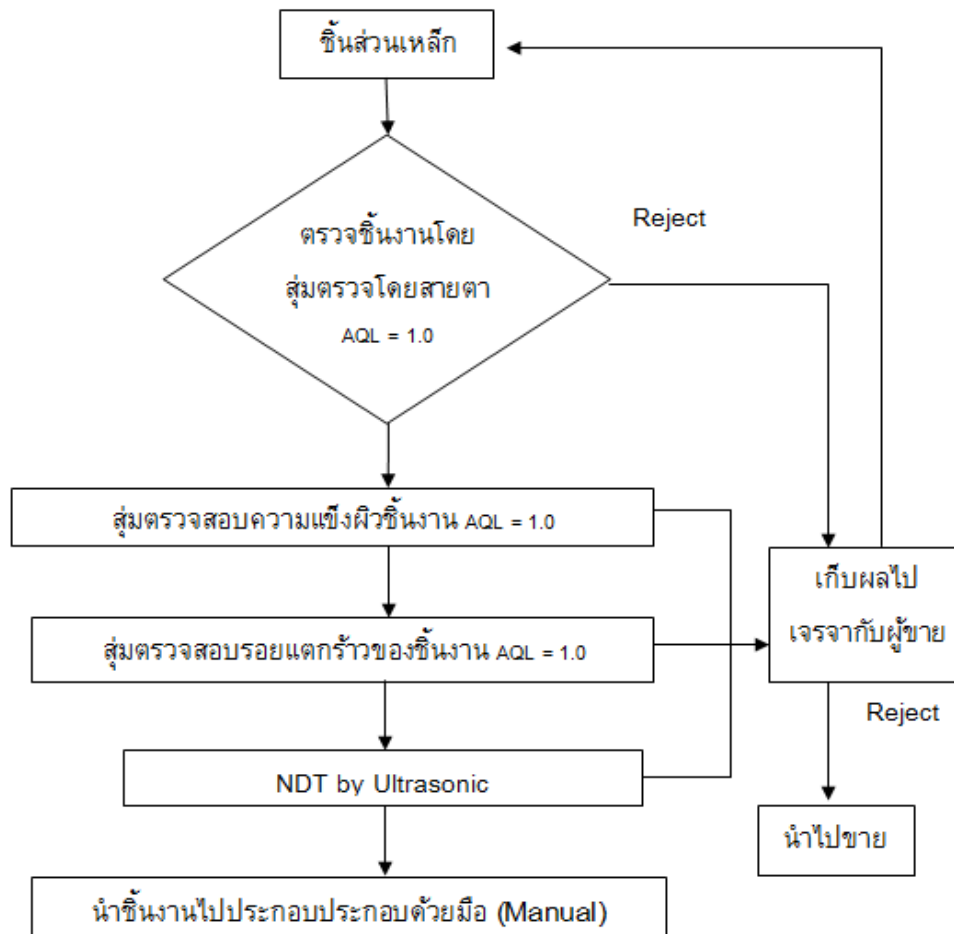 ชิ้นส่วนเหล็ก
ตรวจชิ้นงานโดย
สุ่มตรวจโดยสายตา
AQL = 1.0
Reject
สุ่มตรวจสอบความแข็งผิวชิ้นงาน AQL = 1.0
สุ่มตรวจสอบรอยแตกร้าวของชิ้นงาน AQL = 1.0
เก็บผลไป
เจรจากับผู้ขาย
Reject
NDT by Ultrasonic
นำไปขาย
นำชิ้นงานไปประกอบประกอบด้วยมือ (Manual)